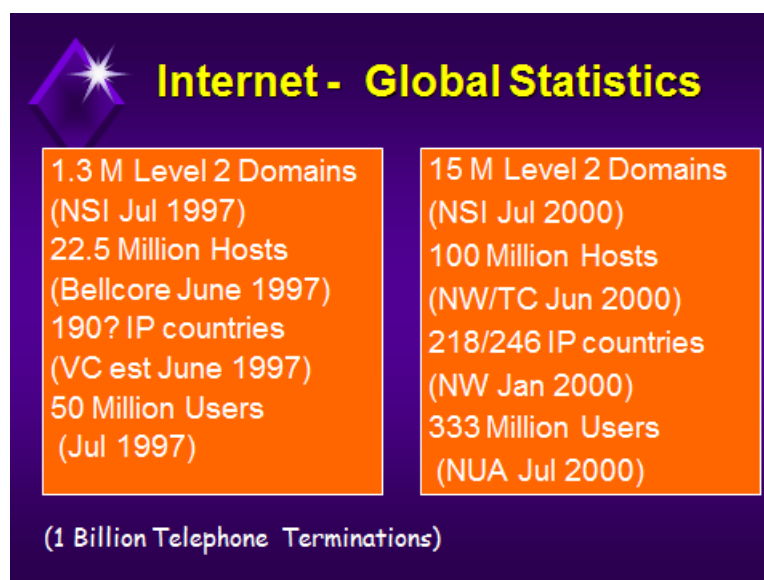 Internet - Global Statistics
1.3 M Level 2 Domains
(NSI Jul 1997)
22.5 Million Hosts
(Bellcore June 1997)
190? IP countries
(VC est June 1997)
50 Million Users
(Jul 1997)
15 M Level 2 Domains
(NSI Jul 2000)
100 Million Hosts
(NW/TC Jun 2000)
218/246 IP countries
(NW Jan 2000)
333 Million Users
(NUA Jul 2000)
(1 Billion Telephone Terminations)